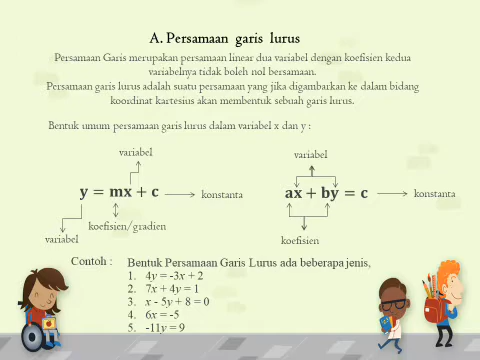 A. Persamaan garis lurus
Persamaan Garis merupakan persamaan linear dua variabel dengan koefisien kedua
variabelnya tidak boleh nol bersamaan.
Persamaan garis lurus adalah suatu persamaan yang jika digambarkan ke dalam bidang
koordinat kartesius akan membentuk sebuah garis lurus.
Bentuk umum persamaan garis lurus dalam variabel x dan y :
variabel
y = mx + c
konstanta
koefisien/gradien
variabel
variabel
ax + by = c
konstanta
koefisien
Contoh :
Bentuk Persamaan Garis Lurus ada beberapa jenis,
1. 4y = -3x + 2
2. 7x + 4y = 1
3. x - 5y + 8 = 0
4. 6x = -5
5. -11y = 9